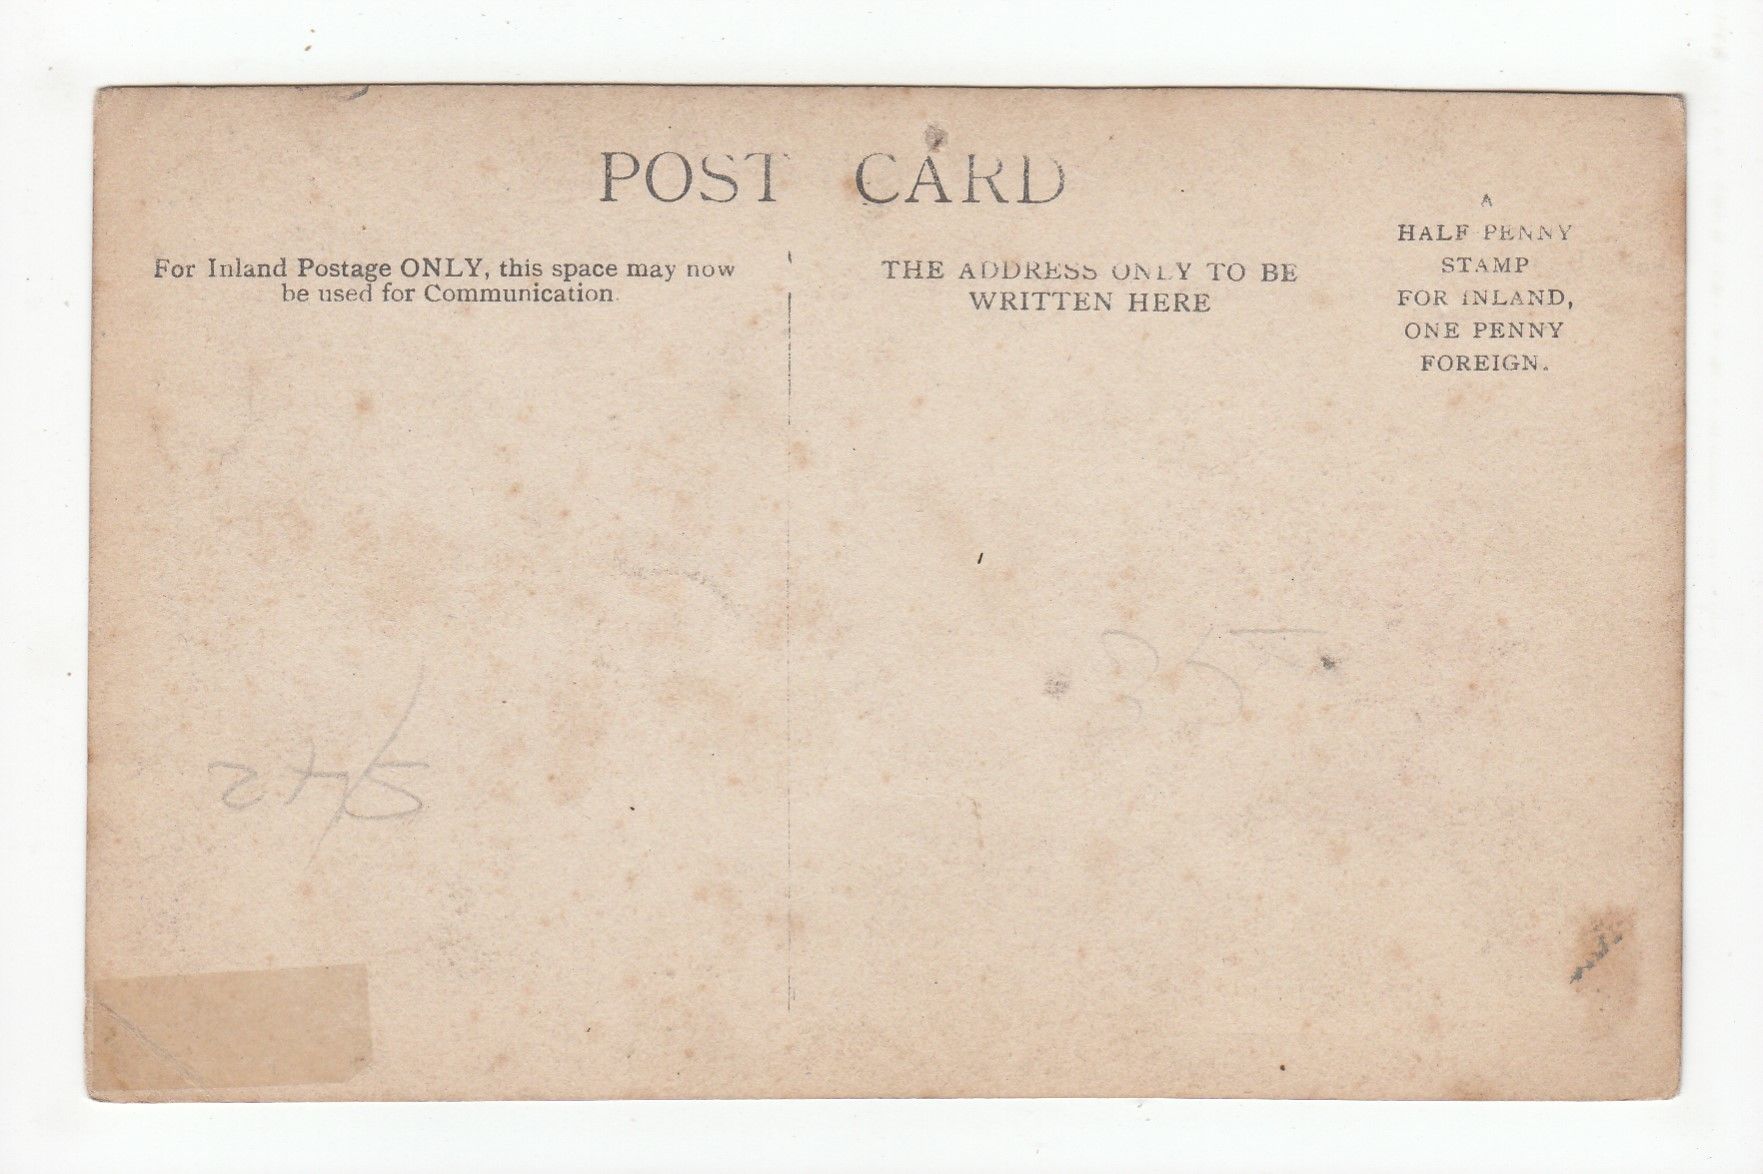 POST CARD
For Inland Postage ONLY, this space may now
be used for Communication.
THE ADDRESS ONLY TO BE
WRITTEN HERE
A
HALF PENNY
STAMP
FOR INLAND,
ONE PENNY
FOREIGN.